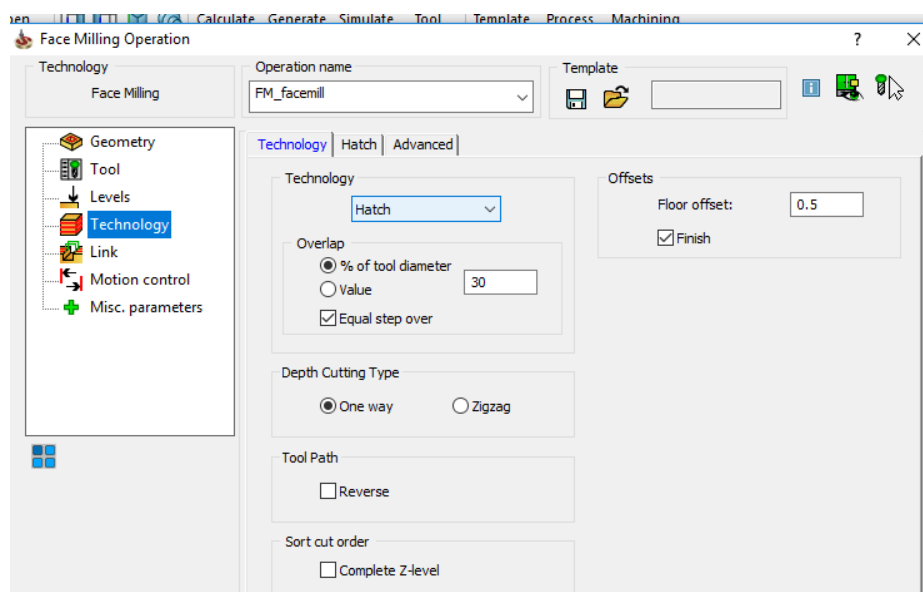 Calculate Generate Simulate Tool Template Process Machining
Face Milling Operation ?
Technology
Face Milling
Operation name
FM_facemill
Template
Geometry
Tool
Levels
Technology
Link
Motion control
Misc. parameters
Technology Hatch Advanced
Technology
Hatch
Overlap
% of tool diameter
Value
30
Equal step over
Depth Cutting Type
One way Zigzag
Tool Path
Reverse
Sort cut order
Complete Z-level
Offsets
Floor offset: 0.5
Finish